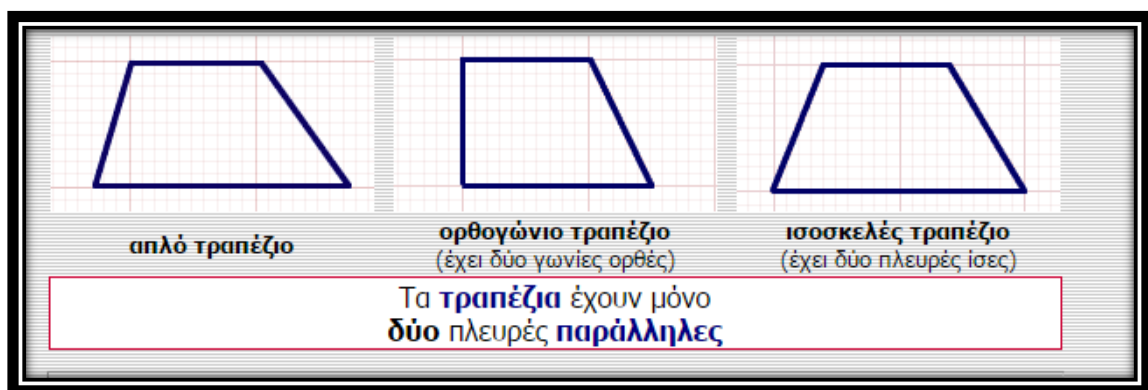 απλό τραπέζιο
ορθογώνιο τραπέζιο
(έχει δύο γωνίες ορθές)
ισοσκελές τραπέζιο
(έχει δύο πλευρές ίσες)
Τα τραπέζια έχουν μόνο
δύο πλευρές παράλληλες